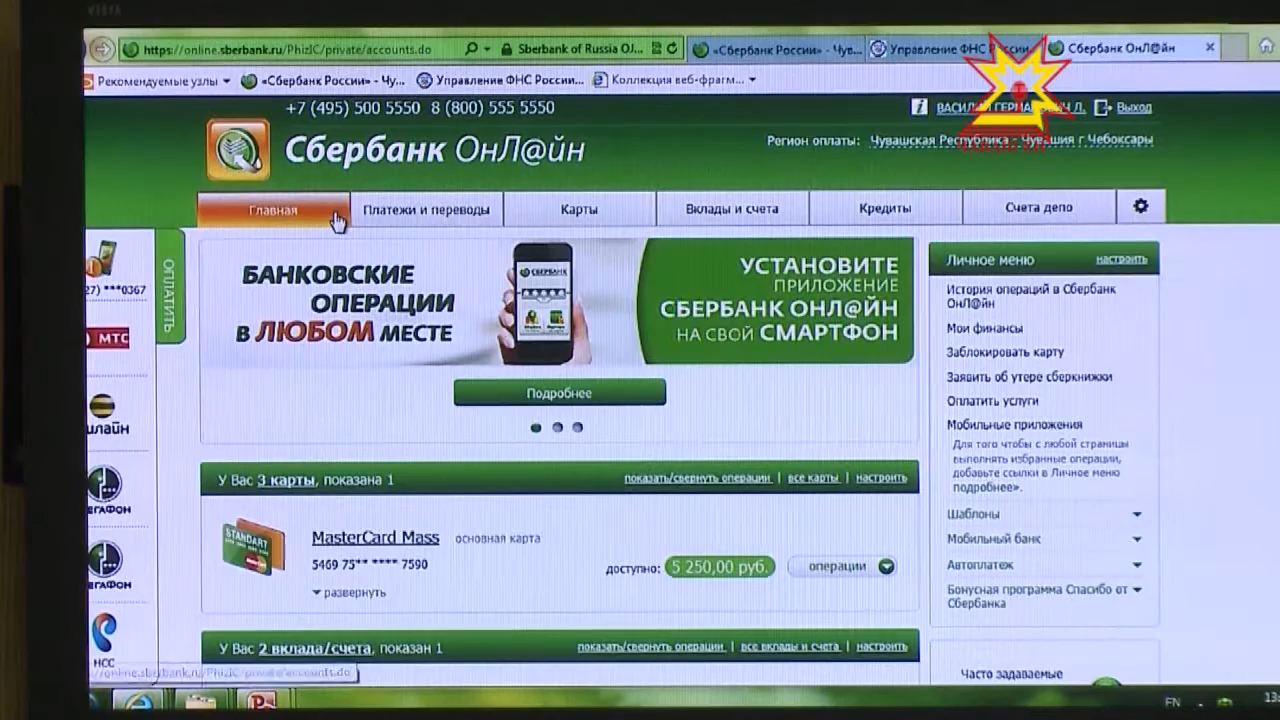 https://online.sberbank.ru/PhizIC/private/accounts.do
Sberbank of Russia OJ...
«Сбербанк России» - Чув...
Управление ФНС России...
Сбербанк ОнЛ@йн
Рекомендуемые узлы
«Сбербанк России» - Чу...
Управление ФНС России...
Коллекция веб-фрагм...
+7 (495) 500 5550 8 (800) 555 5550
Выход
Сбербанк ОнЛ@йн
Регион оплаты: Чувашская Республика - Чувашия г Чебоксары
Главная
Платежи и переводы
Карты
Вклады и счета
Кредиты
Счета депо
ОПЛАТИТЬ
27) ***0367
МТС
илайн
ЕГАФОН
ЕГАФОН
НСС
БАНКОВСКИЕ
ОПЕРАЦИИ
В ЛЮБОМ МЕСТЕ
СБЕРБАНК
УСТАНОВИТЕ
ПРИЛОЖЕНИЕ
СБЕРБАНК ОНЛ@ЙН
НА СВОЙ СМАРТФОН
Подробнее
У Вас 3 карты, показана 1
показать/свернуть операции | все карты | настроить
STANDART
MasterCard Mass основная карта
5469 75** **** 7590
доступно: 5 250,00 руб.
операции
развернуть
У Вас 2 вклада/счета, показан 1
показать/свернуть операции | все вклады и счета | настроить
Личное меню
настроить
История операций в Сбербанк
ОнЛ@йн
Мои финансы
Заблокировать карту
Заявить об утере сберкнижки
Оплатить услуги
Мобильные приложения
Для того чтобы с любой страницы
выполнять избранные операции,
добавьте ссылки в Личное меню
подробнее».
Шаблоны
Мобильный банк
Автоплатеж
Бонусная программа Спасибо от
Сбербанка
Часто задаваемые
//online.sberbank.ru/PhizIC/private/accounts.do
EN
13: